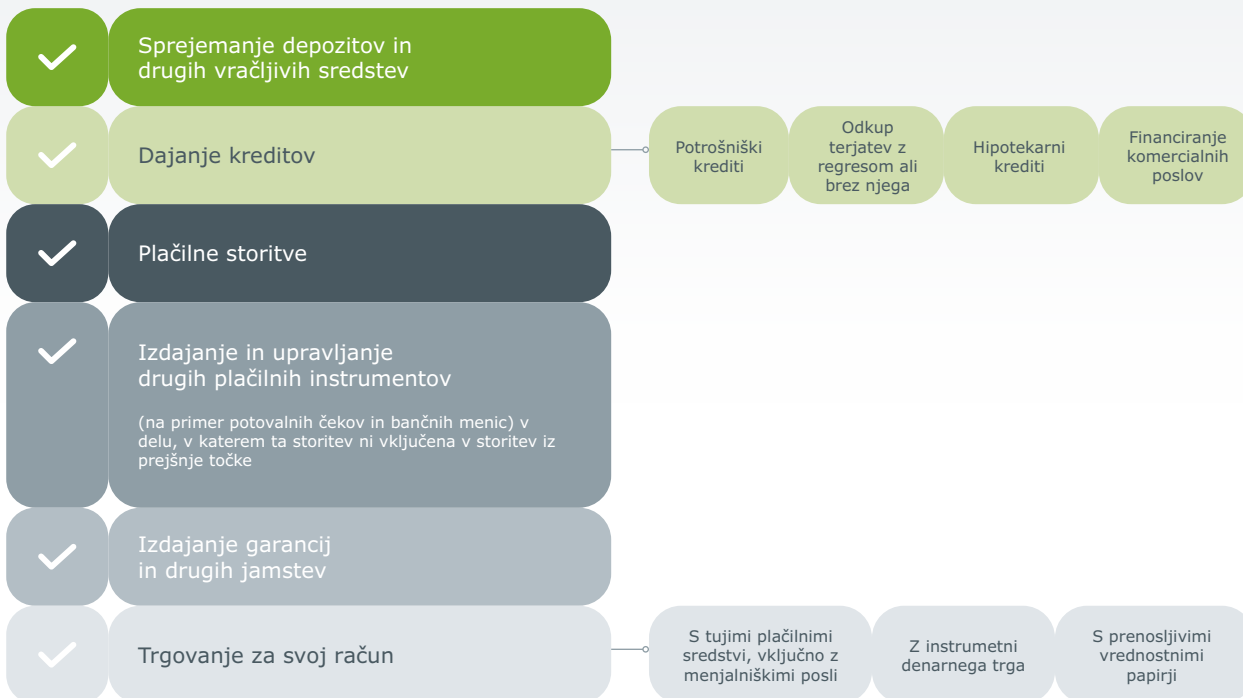 Sprejemanje depozitov in
drugih vračljivih sredstev
Dajanje kreditov
Potrošniški
krediti
Odkup
terjatev z
regresom ali
brez njega
Hipotekarni
krediti
Financiranje
komercialnih
poslov
Plačilne storitve
Izdajanje in upravljanje
drugih plačilnih instrumentov
(na primer potovalnih čekov in bančnih menic) v
delu, v katerem ta storitev ni vključena v storitev iz
prejšnje točke
Izdajanje garancij
in drugih jamstev
Trgovanje za svoj račun
S tujimi plačilnimi
sredstvi, vključno z
menjalniškimi posli
Z instrumetni
denarnega trga
S prenosljivimi
vrednostnimi
papirji